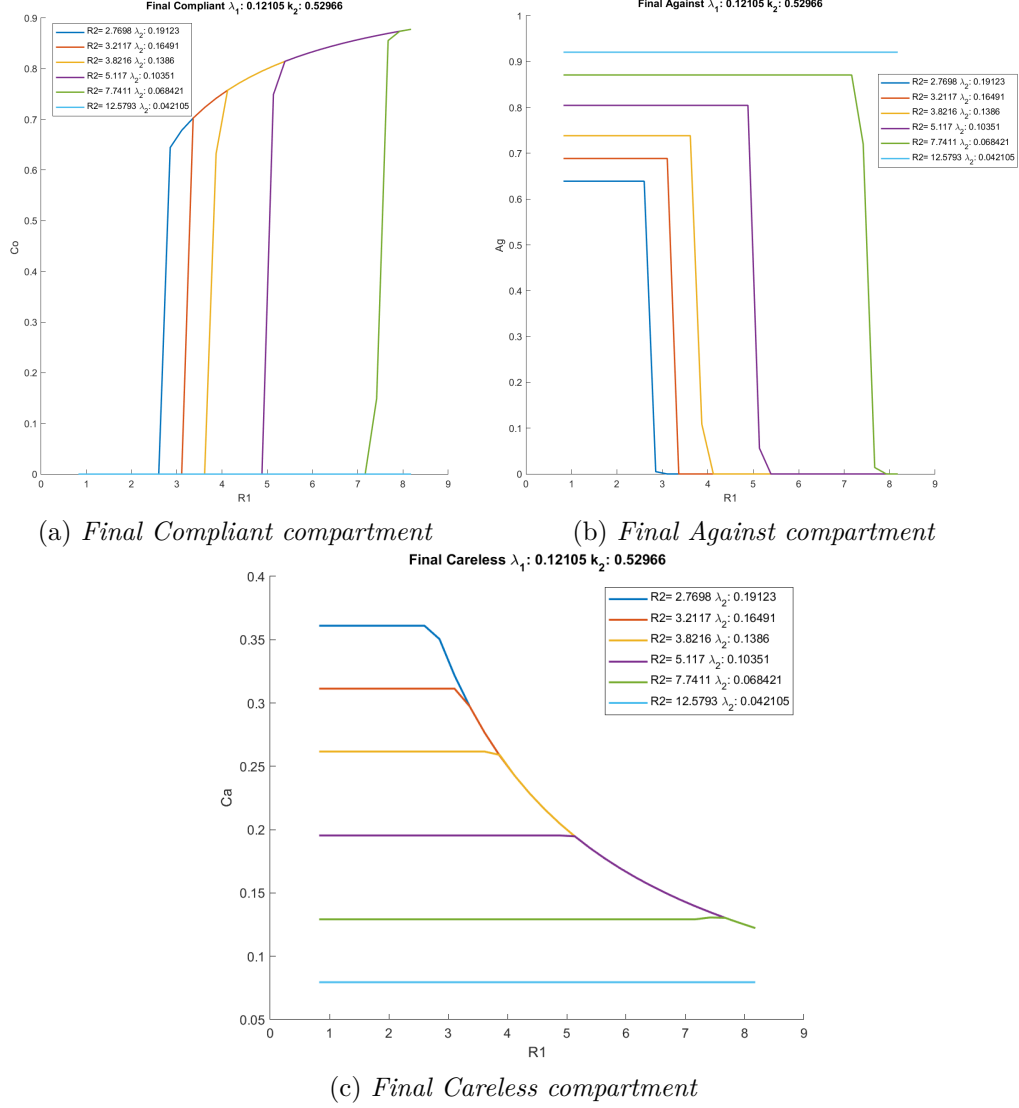 Final Compliant λ1: 0.12105 k2: 0.52966
0.9
0.8
0.7
0.6
0.5
0.4
0.3
0.2
0.1
0
Co
R2= 2.7698 λ2: 0.19123
R2= 3.2117 λ2: 0.16491
R2= 3.8216 λ2: 0.1386
R2= 5.117 λ2: 0.10351
R2= 7.7411 λ2: 0.068421
R2= 12.5793 λ2: 0.042105
0 1 2 3 4 5 6 7 8 9
R1
(a) Final Compliant compartment
Final Against λ1: 0.12105 k2: 0.52966
1
0.9
0.8
0.7
0.6
0.5
0.4
0.3
0.2
0.1
0
Ag
R2= 2.7698 λ2: 0.19123
R2= 3.2117 λ2: 0.16491
R2= 3.8216 λ2: 0.1386
R2= 5.117 λ2: 0.10351
R2= 7.7411 λ2: 0.068421
R2= 12.5793 λ2: 0.042105
0 1 2 3 4 5 6 7 8 9
R1
(b) Final Against compartment
Final Careless λ1: 0.12105 k2: 0.52966
0.4
0.35
0.3
0.25
0.2
0.15
0.1
0.05
Ca
R2= 2.7698 λ2: 0.19123
R2= 3.2117 λ2: 0.16491
R2= 3.8216 λ2: 0.1386
R2= 5.117 λ2: 0.10351
R2= 7.7411 λ2: 0.068421
R2= 12.5793 λ2: 0.042105
0 1 2 3 4 5 6 7 8 9
R1
(c) Final Careless compartment